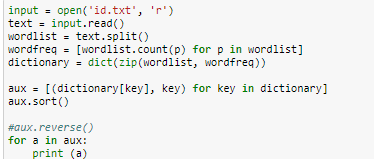 input = open('id.txt', 'r')
text = input.read()
wordlist = text.split()
wordfreq = [wordlist.count(p) for p in wordlist]
dictionary = dict(zip(wordlist, wordfreq))

aux = [(dictionary[key], key) for key in dictionary]
aux.sort()

#aux.reverse()
for a in aux:
    print (a)